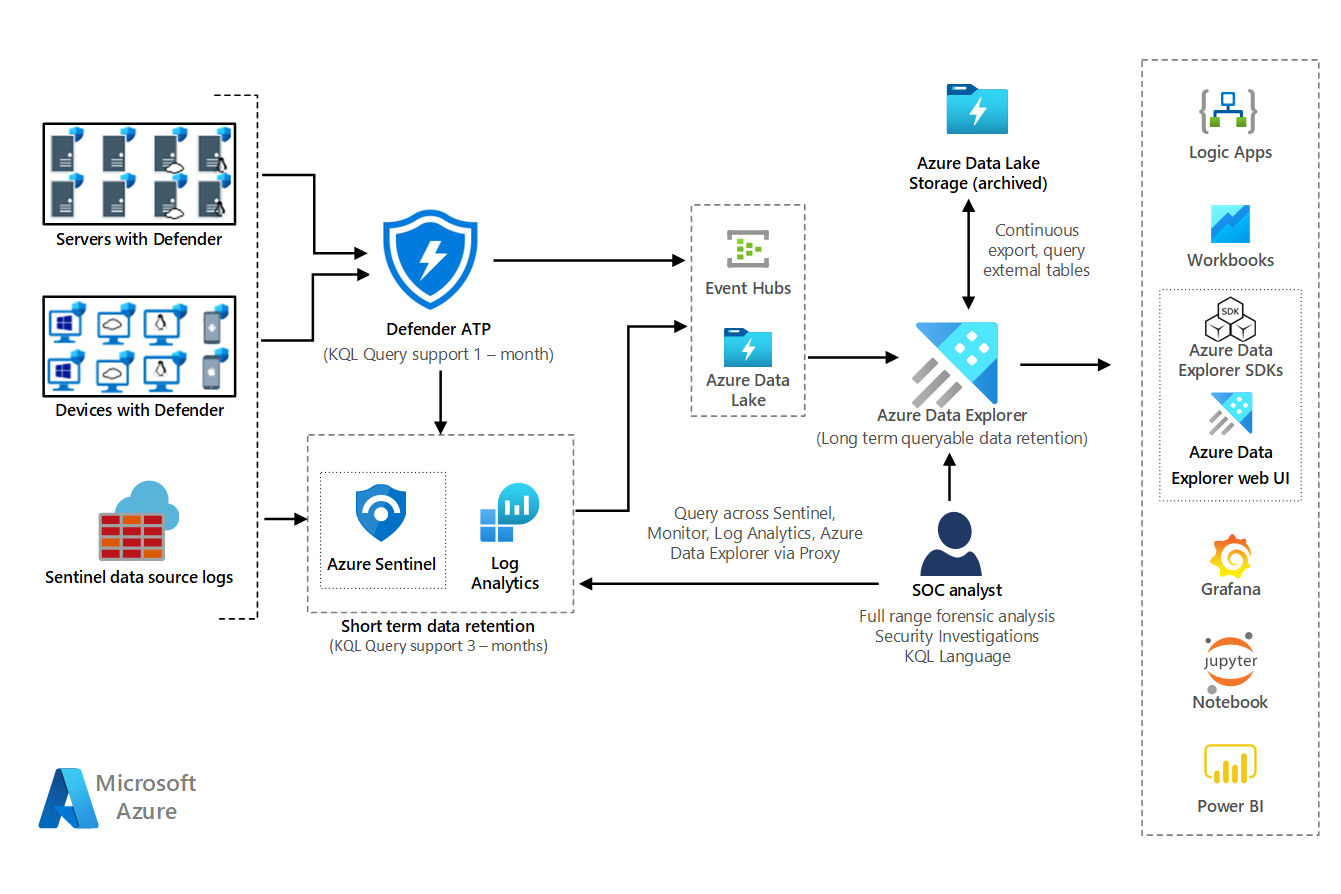 Servers with Defender
Devices with Defender
Sentinel data source logs
Defender ATP
(KQL Query support 1 – month)
Azure Sentinel
Log
Analytics
Short term data retention
(KQL Query support 3 – months)
Event Hubs
Azure Data
Lake
Azure Data Lake
Storage (archived)
Continuous
export, query
external tables
Azure Data Explorer
(Long term queryable data retention)
Query across Sentinel,
Monitor, Log Analytics, Azure
Data Explorer via Proxy
SOC analyst
Full range forensic analysis
Security Investigations
KQL Language
Logic Apps
Workbooks
SDK
Azure Data
Explorer SDKs
Azure Data
Explorer web UI
Grafana
jupyter
Notebook
Power BI
Microsoft
Azure